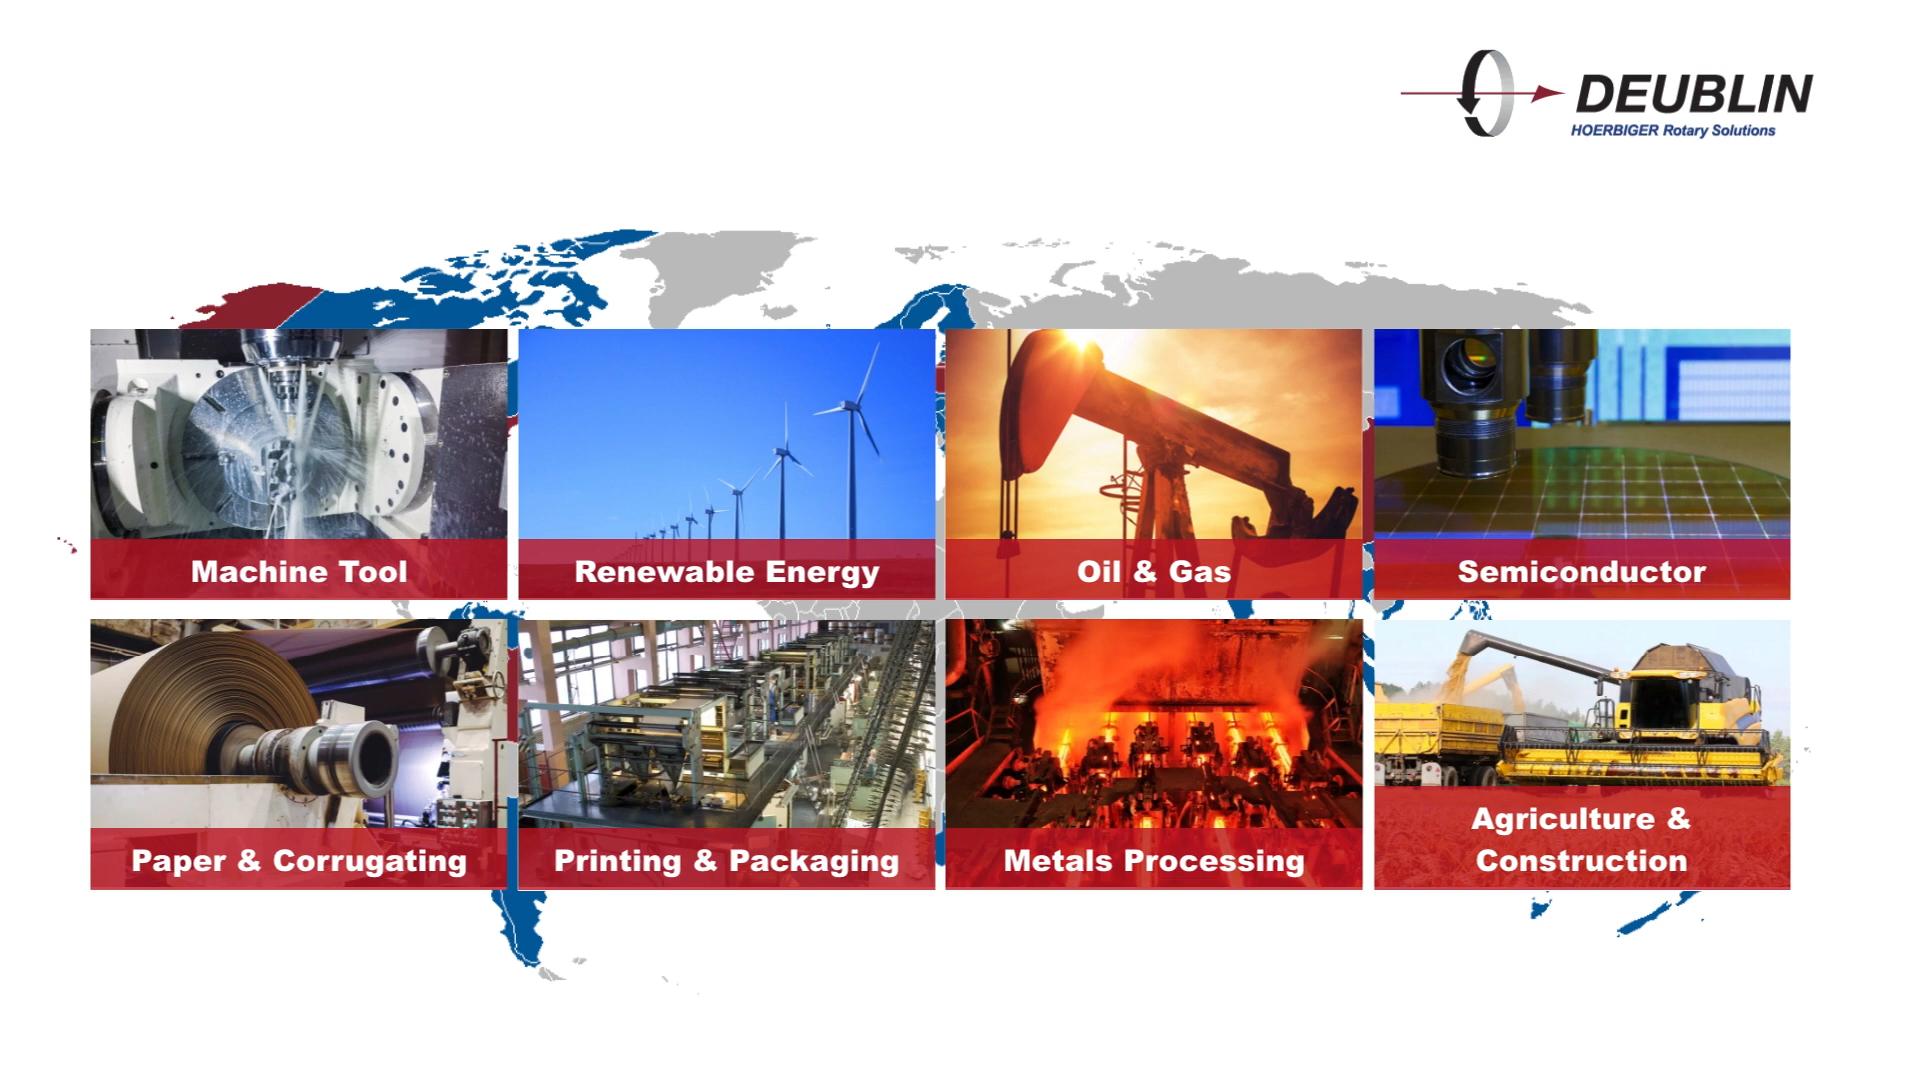 DEUBLIN
HOERBIGER Rotary Solutions
Machine Tool
Renewable Energy
Oil & Gas
Semiconductor
Paper & Corrugating
Printing & Packaging
Metals Processing
Agriculture &
Construction